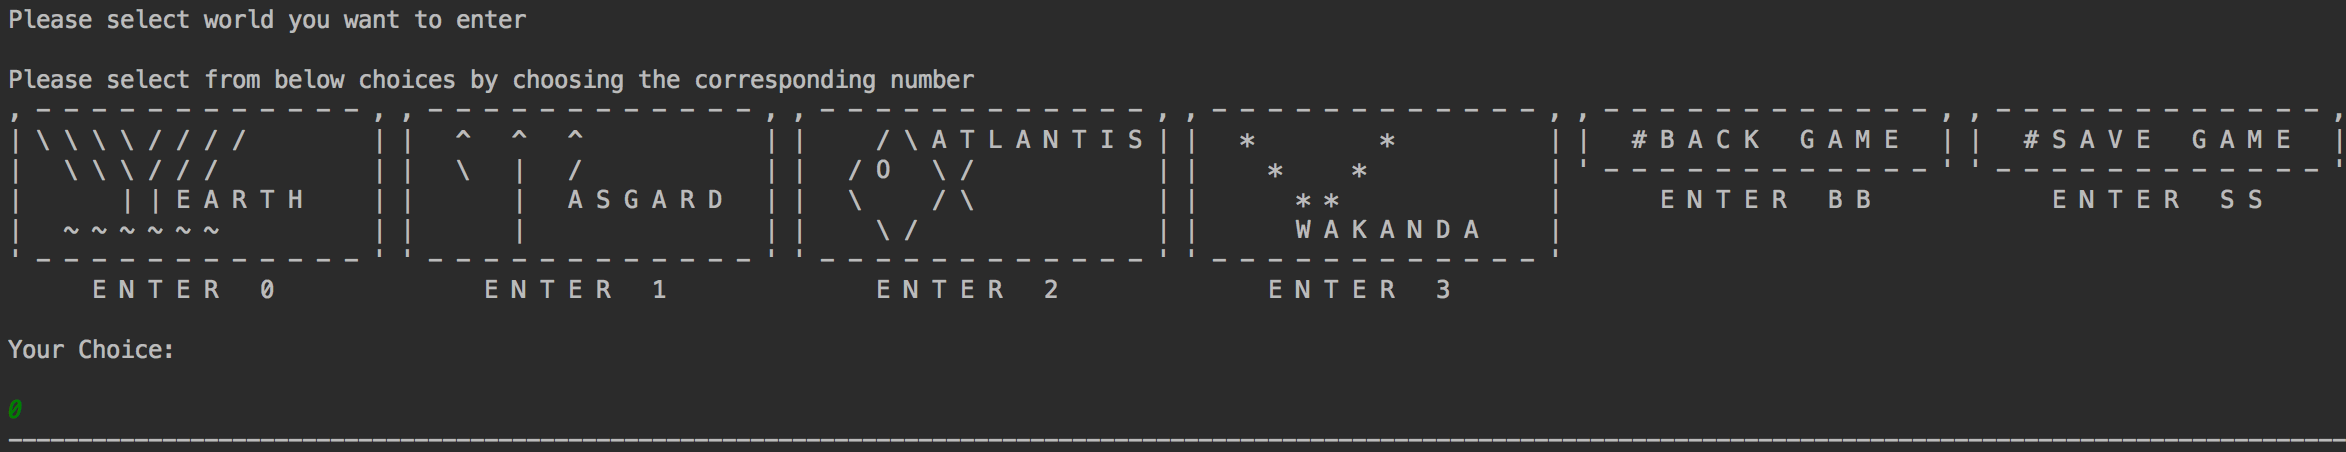 Please select world you want to enter
Please select from below choices by choosing the corresponding number
, - - - - - - - - - - - - , , - - - - - - - - - - - - , , - - - - - - - - - - - - , , - - - - - - - - - - - - , , - - - - - - - - - - - - , , - - - - - - - - - - - - ,
| \ \ \ \ / / / /         | |   ^   ^   ^             | |     / \ A T L A N T I S | |   *         *           | |   # B A C K   G A M E   | |   # S A V E   G A M E   |
|   \ \ \ / / /           | |   \   |   /             | |   / O   \ /             | |     *     *             | ' - - - - - - - - - - - - ' ' - - - - - - - - - - - - '
|       | | E A R T H     | |       |   A S G A R D   | |   \     / \             | |       * *               |       E N T E R   B B             E N T E R   S S
|   ~ ~ ~ ~ ~ ~           | |       |                 | |     \ /                 | |       W A K A N D A     |
' - - - - - - - - - - - - ' ' - - - - - - - - - - - - ' ' - - - - - - - - - - - - ' ' - - - - - - - - - - - - '
      E N T E R   0               E N T E R   1               E N T E R   2               E N T E R   3
Your Choice:
0